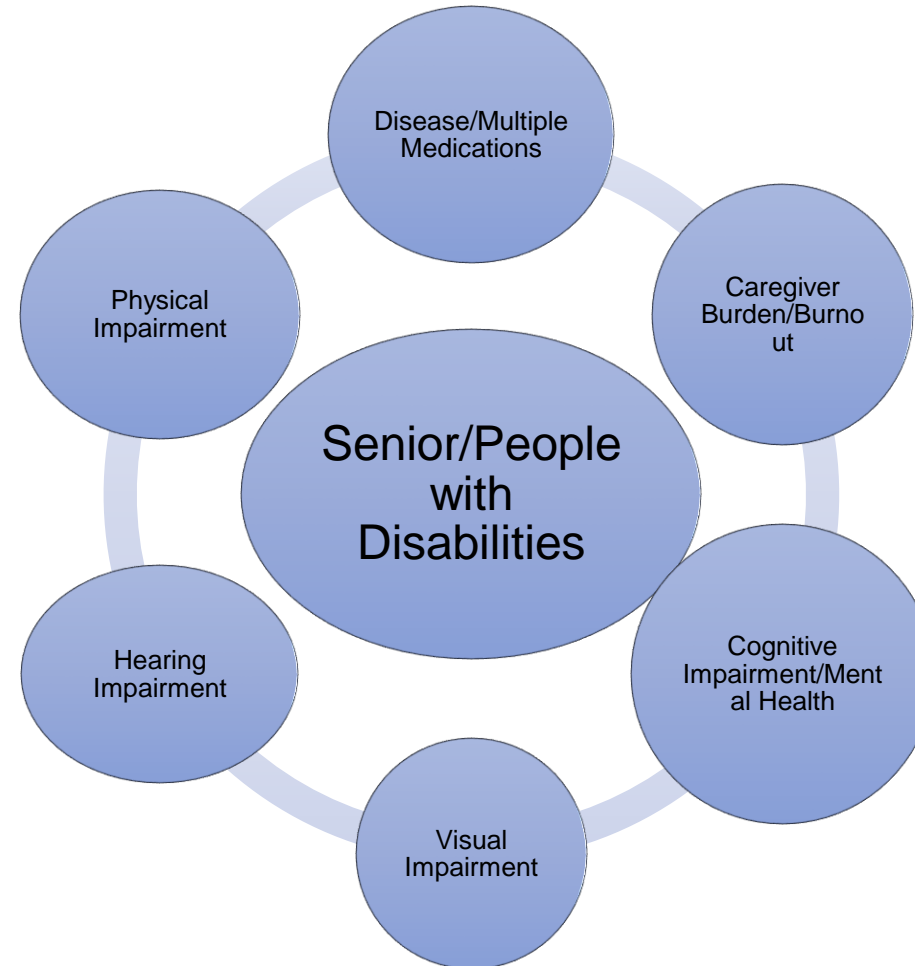 Disease/Multiple
Medications
Caregiver
Burden/Burno
ut
Cognitive
Impairment/Ment
al Health
Visual
Impairment
Hearing
Impairment
Physical
Impairment
Senior/People
with
Disabilities